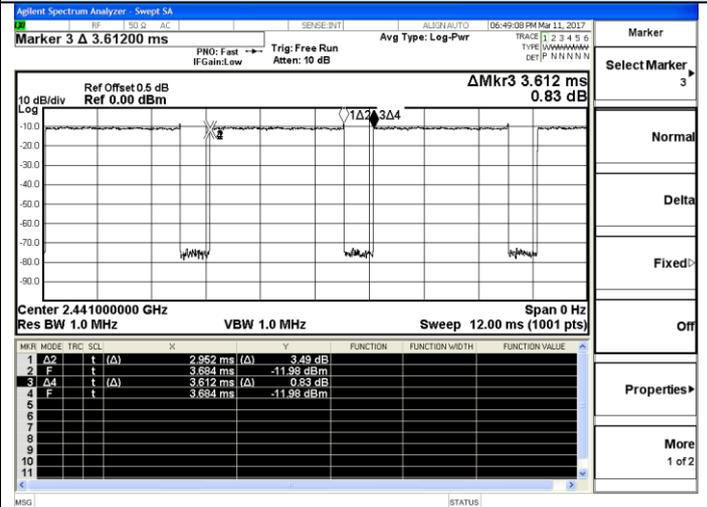 Agilent Spectrum Analyzer - Swept SA
RF 50 Ω AC SENSE:INT ALIGN AUTO 06:49:08 PM Mar 11, 2017
Marker 3 Δ 3.61200 ms
PNO: Fast
IFGain:Low
Trig: Free Run
Atten: 10 dB
Avg Type: Log-Pwr
TRACE 1 2 3 4 5 6
TYPE WWWWWW
DET P N N N N N
Ref Offset 0.5 dB
10 dB/div Ref 0.00 dBm
ΔMkr3 3.612 ms
0.83 dB
Log
1Δ2 3Δ4
-10.0
-20.0
-30.0
-40.0
-50.0
-60.0
-70.0
-80.0
-90.0
Center 2.441000000 GHz Span 0 Hz
Res BW 1.0 MHz VBW 1.0 MHz Sweep 12.00 ms (1001 pts)
MKR MODE TRC SCL X Y FUNCTION FUNCTION WIDTH FUNCTION VALUE
1 Δ2 t (Δ) 2.952 ms (Δ) 3.49 dB
2 F t 3.684 ms -11.98 dBm
3 Δ4 t (Δ) 3.612 ms (Δ) 0.83 dB
4 F t 3.684 ms -11.98 dBm
5
6
7
8
9
10
11
MSG STATUS
Marker
Select Marker
3
Normal
Delta
Fixed
Off
Properties
More
1 of 2